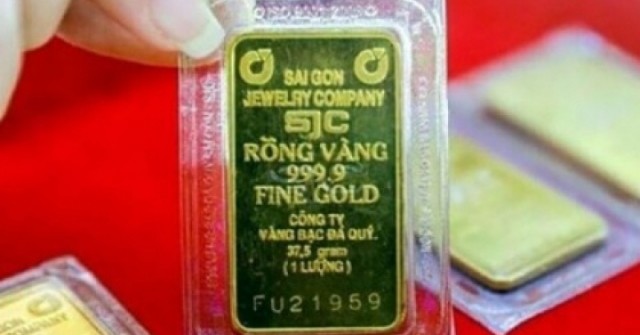 SAI GON
JEWELRY COMPANY
SJC
RỒNG VÀNG
999.9
FINE GOLD
CÔNG TY
VÀNG BẠC ĐÁ QUÝ.
37,5 gram
(1 LƯỢNG)
FU21959